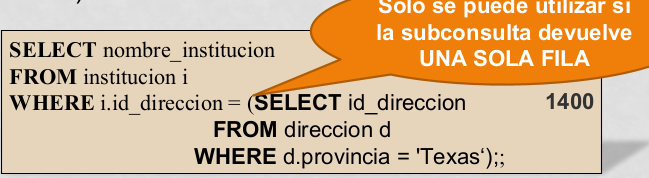 )
Solo se puede utilizar si
la subconsulta devuelve
UNA SOLA FILA
SELECT nombre_institucion
FROM institucion i
WHERE i.id_direccion = (SELECT id_direccion 1400
FROM direccion d
WHERE d.provincia = 'Texas‘);;